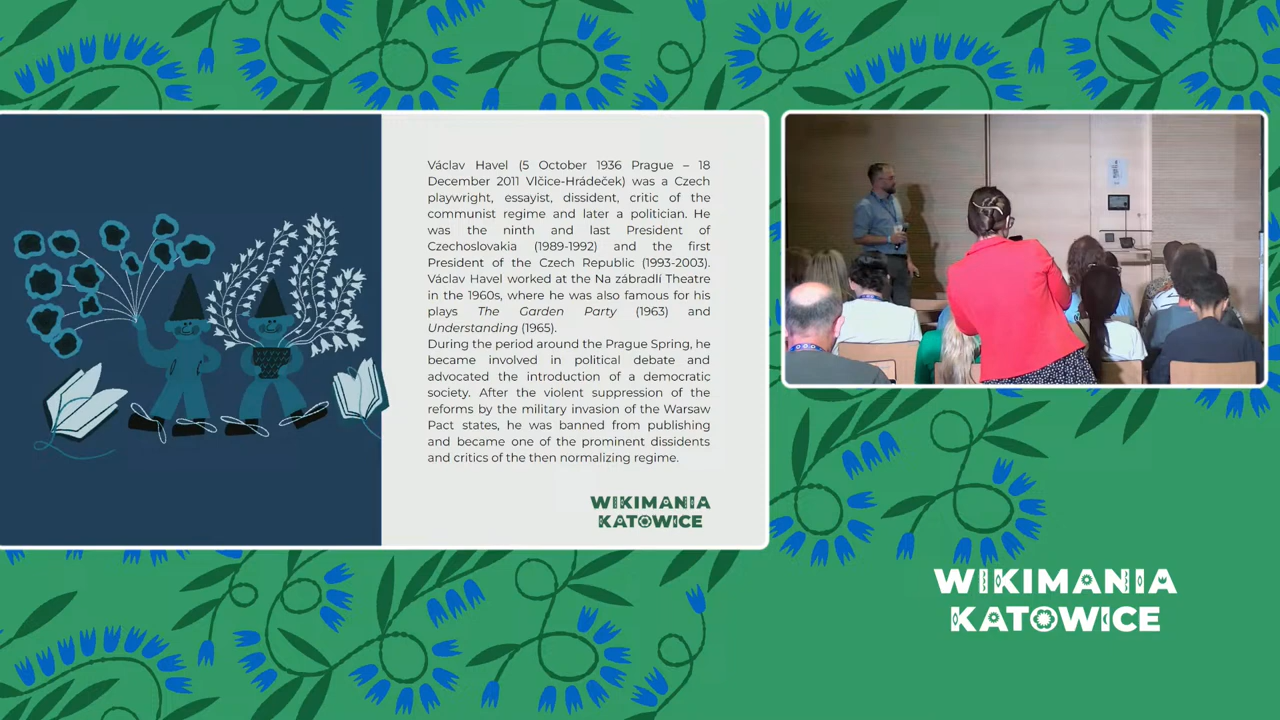 Václav Havel (5 October 1936 Prague – 18
December 2011 Vlčice-Hrádeček) was a Czech
playwright, essayist, dissident, critic of the
communist regime and later a politician. He
was the ninth and last President of
Czechoslovakia (1989-1992) and the first
President of the Czech Republic (1993-2003).
Václav Havel worked at the Na zábradlí Theatre
in the 1960s, where he was also famous for his
plays The Garden Party (1963) and
Understanding (1965).
During the period around the Prague Spring, he
became involved in political debate and
advocated the introduction of a democratic
society. After the violent suppression of the
reforms by the military invasion of the Warsaw
Pact states, he was banned from publishing
and became one of the prominent dissidents
and critics of the then normalizing regime.
WIKIMANIA
KATOWICE
WIKIMANIA
KATOWICE